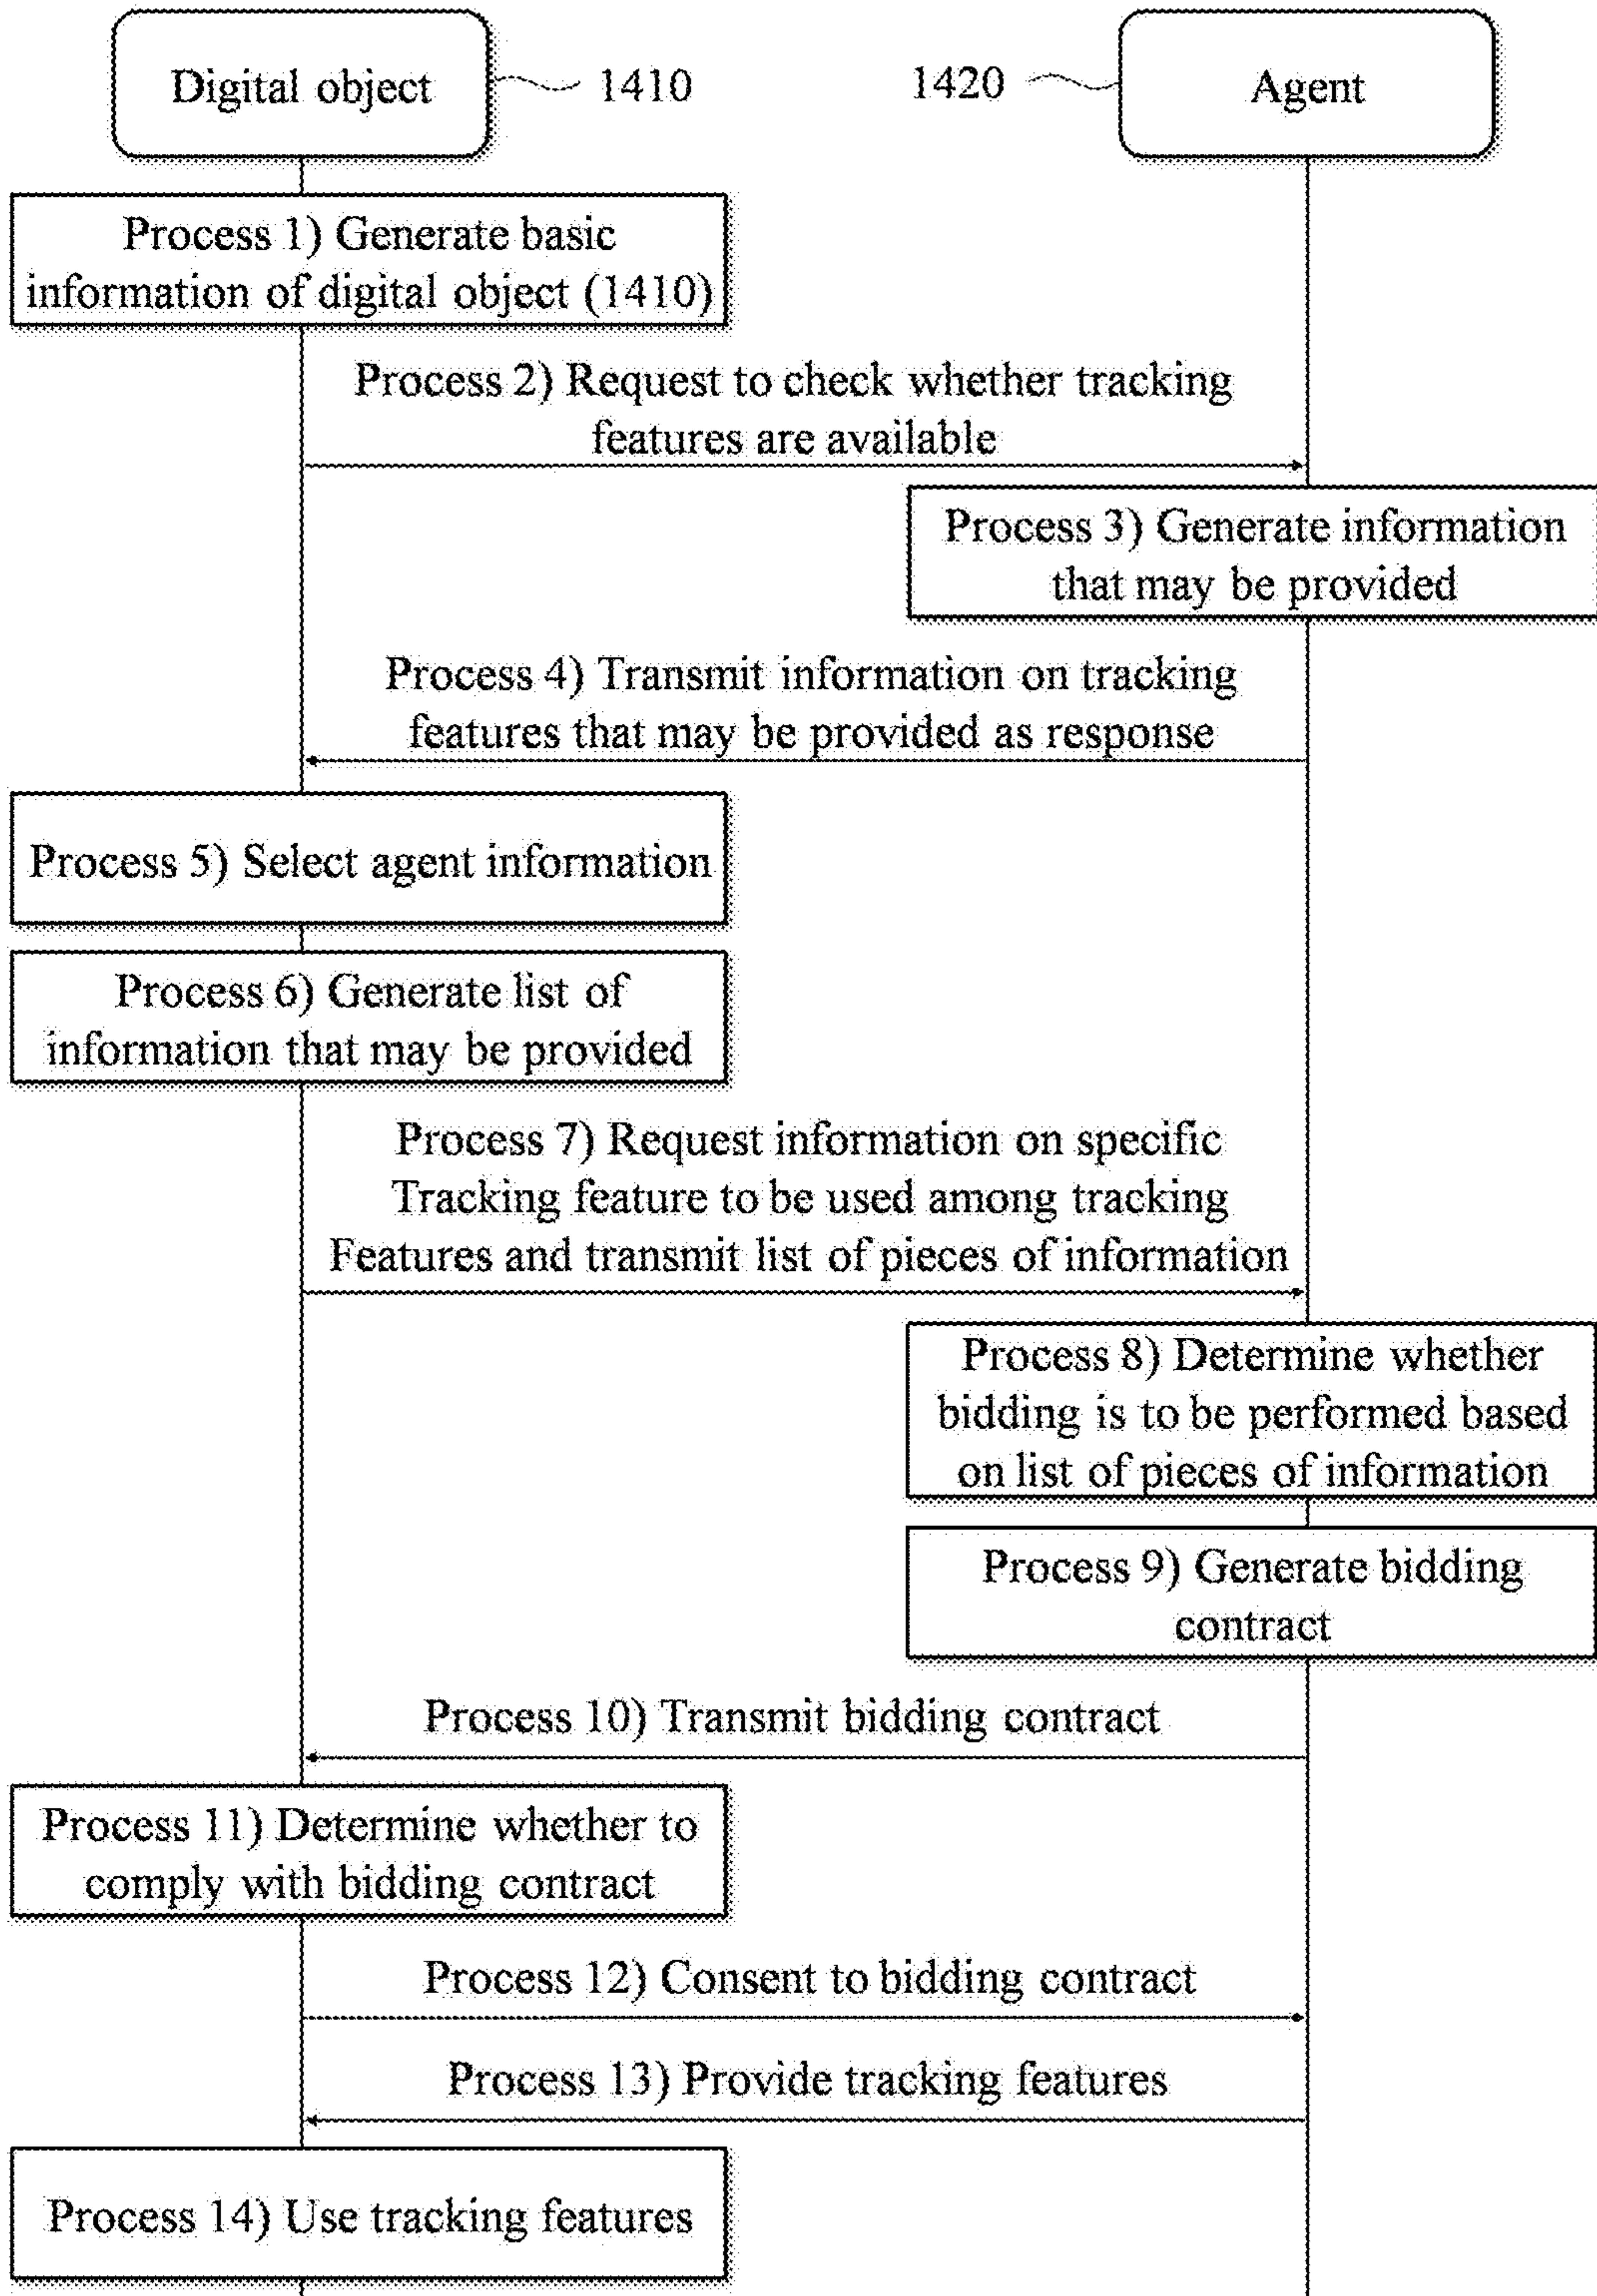 Digital object
1410
1420
Agent
Process 1) Generate basic
information of digital object (1410)
Process 2) Request to check whether tracking
features are available
Process 3) Generate information
that may be provided
Process 4) Transmit information on tracking
features that may be provided as response
Process 5) Select agent information
Process 6) Generate list of
information that may be provided
Process 7) Request information on specific
Tracking feature to be used among tracking
Features and transmit list of pieces of information
Process 8) Determine whether
bidding is to be performed based
on list of pieces of information
Process 9) Generate bidding
contract
Process 10) Transmit bidding contract
Process 11) Determine whether to
comply with bidding contract
Process 12) Consent to bidding contract
Process 13) Provide tracking features
Process 14) Use tracking features